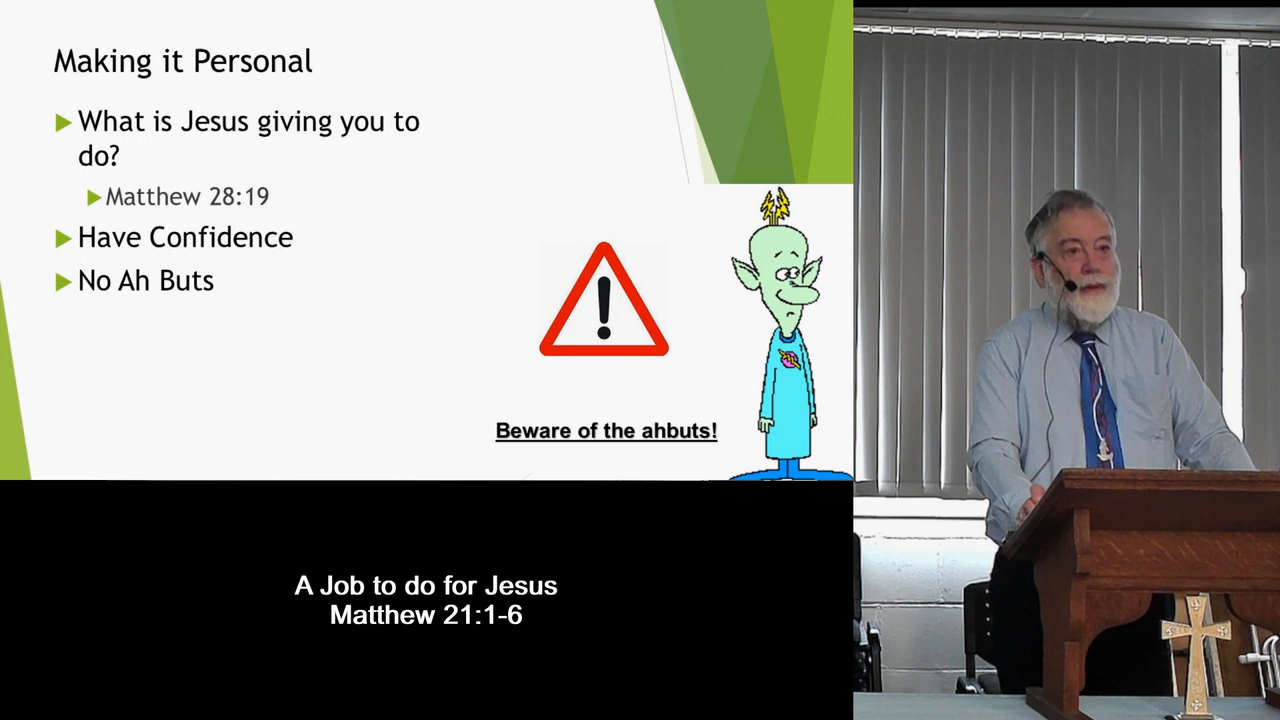 Making it Personal
What is Jesus giving you to
do?
Matthew 28:19
Have Confidence
No Ah Buts
Beware of the ahbuts!
A Job to do for Jesus
Matthew 21:1-6